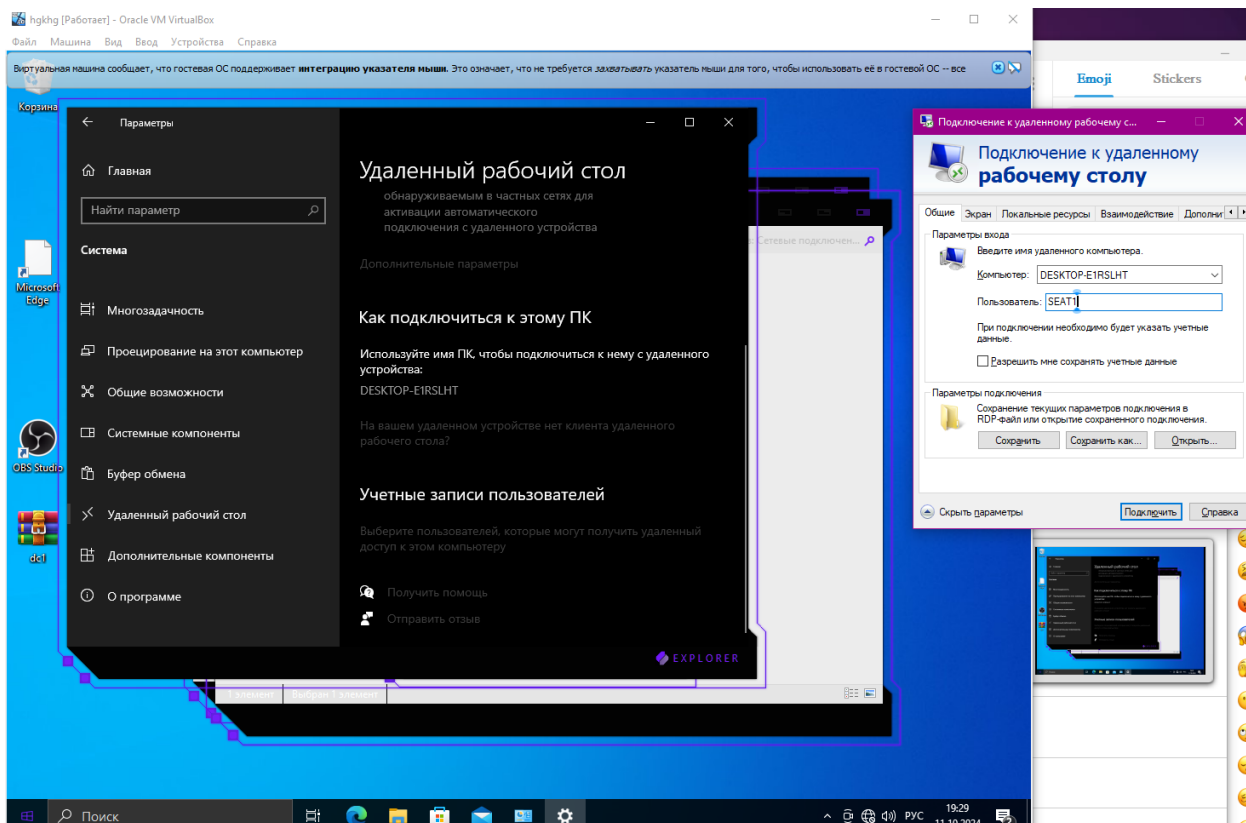 hgkhg [Работает] - Oracle VM VirtualBox
Файл Машина Вид Ввод Устройства Справка
Виртуальная машина сообщает, что гостевая ОС поддерживает интеграцию указателя мыши. Это означает, что не требуется захватывать указатель мыши для того, чтобы использовать её в гостевой ОС -- все
Корзина
Microsoft
Edge
OBS Studio
dc1
Параметры
Главная
Найти параметр
Система
Многозадачность
Проецирование на этот компьютер
Общие возможности
Системные компоненты
Буфер обмена
Удаленный рабочий стол
Дополнительные компоненты
О программе
Удаленный рабочий стол
обнаруживаемым в частных сетях для
активации автоматического
подключения с удаленного устройства
Дополнительные параметры
Как подключиться к этому ПК
Используйте имя ПК, чтобы подключиться к нему с удаленного
устройства:
DESKTOP-E1RSLHT
На вашем удаленном устройстве нет клиента удаленного
рабочего стола?
Учетные записи пользователей
Выберите пользователей, которые могут получить удаленный
доступ к этом компьютеру
Получить помощь
Отправить отзыв
EXPLORER
Сетевые подключен...
1 элемент
Выбран 1 элемент
Поиск
РУС
19:29
11.10.2024
Emoji Stickers
Подключение к удаленному рабочему с...
Подключение к удаленному
рабочему столу
Общие Экран Локальные ресурсы Взаимодействие Дополни
Параметры входа
Введите имя удаленного компьютера.
Компьютер: DESKTOP-E1RSLHT
Пользователь: SEAT1
При подключении необходимо будет указать учетные
данные.
Разрешить мне сохранять учетные данные
Параметры подключения
Сохранение текущих параметров подключения в
RDP-файл или открытие сохраненного подключения.
Сохранить Сохранить как... Открыть...
Скрыть параметры
Подключить Справка